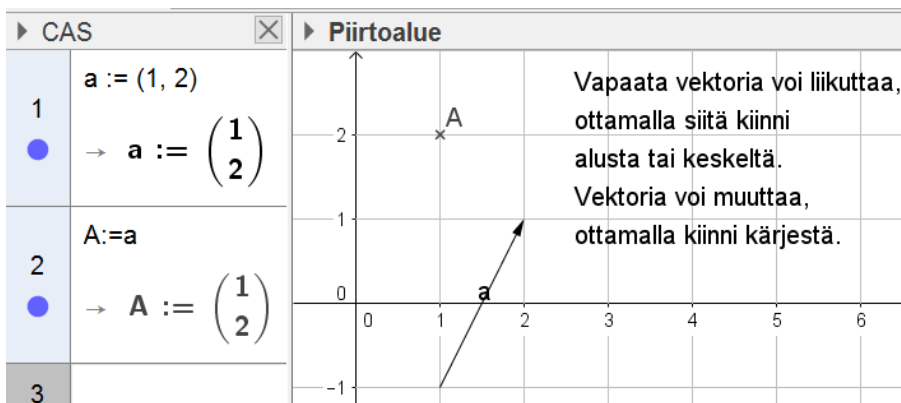 CAS
Piirtoalue
1
a := (1, 2)
→ a := (1 2)
2
A:=a
→ A := (1 2)
3
Vapaata vektoria voi liikuttaa,
ottamalla siitä kiinni
alusta tai keskeltä.
Vektoria voi muuttaa,
ottamalla kiinni kärjestä.
A
a
2
1
0
-1
0 1 2 3 4 5 6